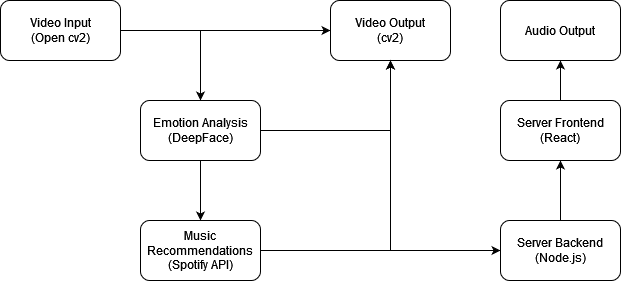 Video Input
(Open cv2)
Video Output
(cv2)
Audio Output
Emotion Analysis
(DeepFace)
Server Frontend
(React)
Music
Recommendations
(Spotify API)
Server Backend
(Node.js)